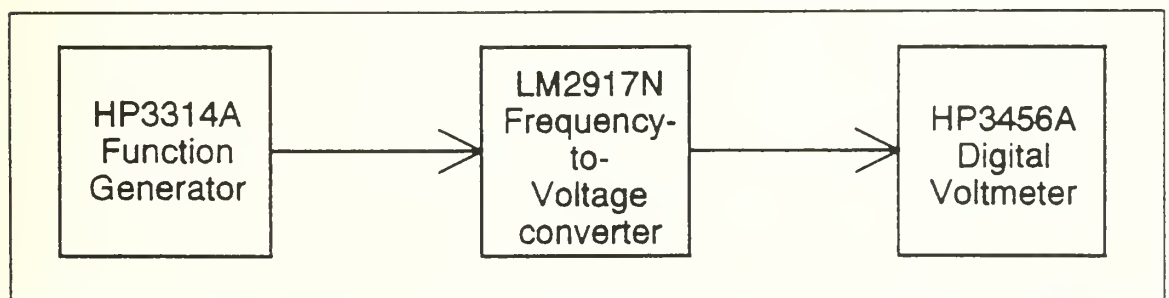 HP3314A
Function
Generator
LM2917N
Frequency-
to-
Voltage
converter
HP3456A
Digital
Voltmeter